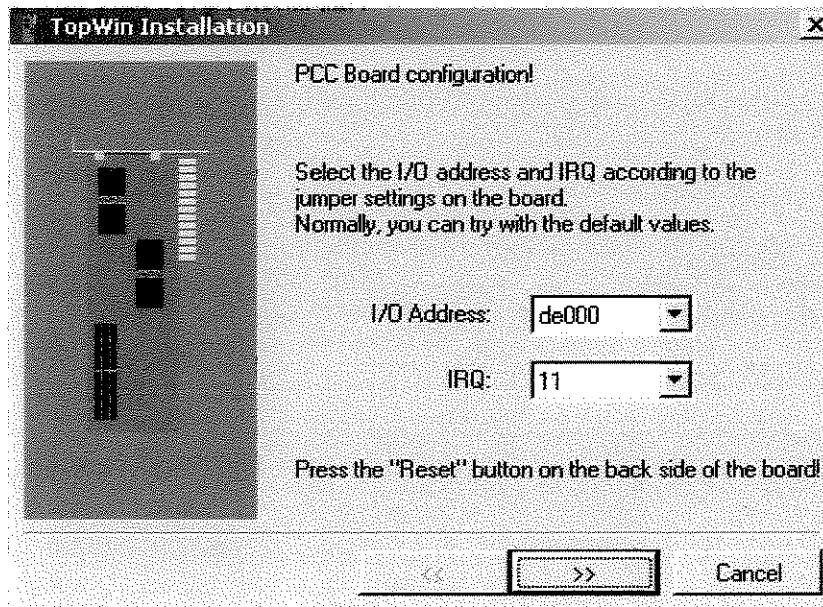 TopWin Installation
PCC Board configuration!
Select the I/O address and IRQ according to the
jumper settings on the board.
Normally, you can try with the default values.
I/O Address: de000
IRQ: 11
Press the "Reset" button on the back side of the board!
<< >> Cancel